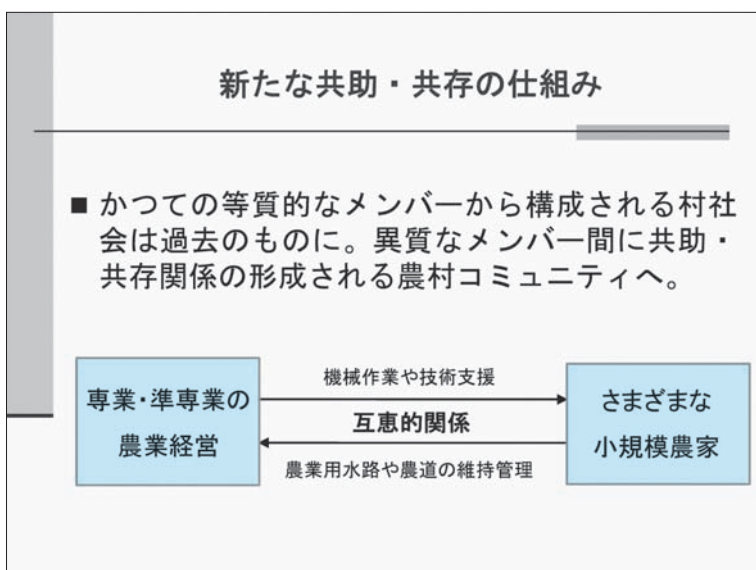 新たな共助・共存の仕組み
■ かつての等質的なメンバーから構成される村社
会は過去のものに。異質なメンバー間に共助・
共存関係の形成される農村コミュニティへ。
専業・準専業の
農業経営
機械作業や技術支援
互恵的関係
農業用水路や農道の維持管理
さまざまな
小規模農家